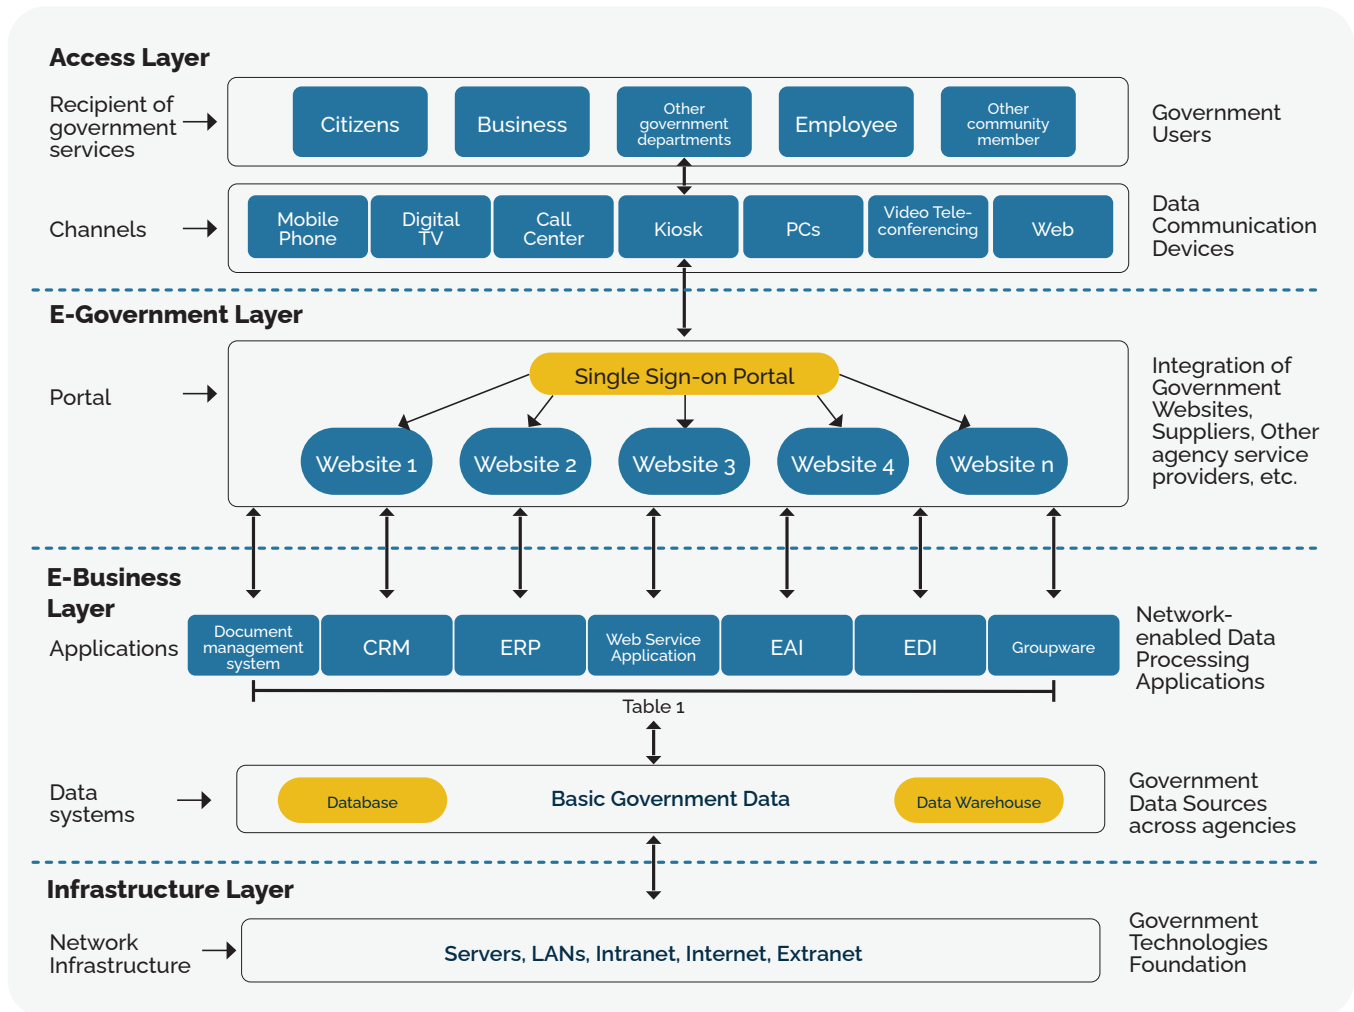 Access Layer
Recipient of
government
services
Citizens
Business
Other
government
departments
Employee
Other
community
member
Government
Users
Channels
Mobile
Phone
Digital
TV
Call
Center
Kiosk
PCs
Video Tele-
conferencing
Web
Data
Communication
Devices
E-Government Layer
Portal
Single Sign-on Portal
Website 1
Website 2
Website 3
Website 4
Website n
Integration of
Government
Websites,
Suppliers, Other
agency service
providers, etc.
E-Business
Layer
Applications
Document
management
system
CRM
ERP
Web Service
Application
EAI
EDI
Groupware
Network-
enabled Data
Processing
Applications
Table 1
Data
systems
Database
Basic Government Data
Data Warehouse
Government
Data Sources
across agencies
Infrastructure Layer
Network
Infrastructure
Servers, LANs, Intranet, Internet, Extranet
Government
Technologies
Foundation